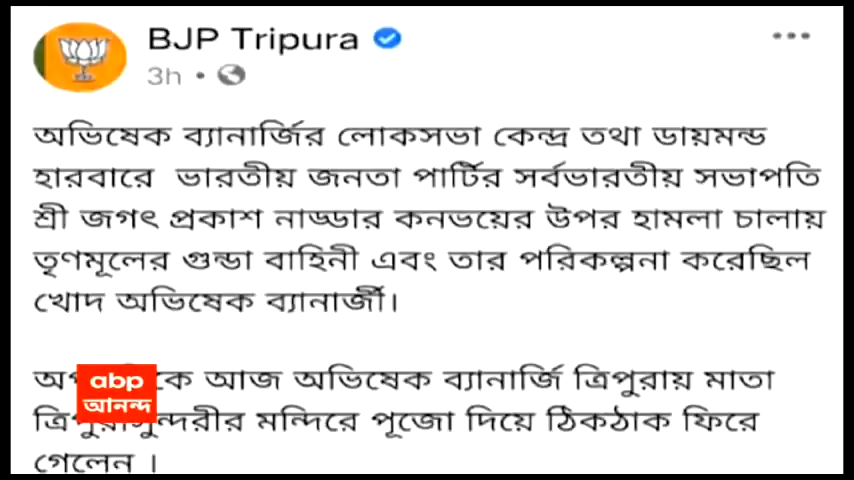 BJP Tripura
3h
অভিষেক ব্যানার্জির লোকসভা কেন্দ্র তথা ডায়মন্ড
হারবারে ভারতীয় জনতা পার্টির সর্বভারতীয় সভাপতি
শ্রী জগৎ প্রকাশ নাড্ডার কনভয়ের উপর হামলা চালায়
তৃণমূলের গুন্ডা বাহিনী এবং তার পরিকল্পনা করেছিল
খোদ অভিষেক ব্যানার্জী।
আজ অভিষেক ব্যানার্জি ত্রিপুরায় মাতা
ত্রিপুরাসুন্দরীর মন্দিরে পূজো দিয়ে ঠিকঠাক ফিরে
গেলেন ।
abp
আনন্দ